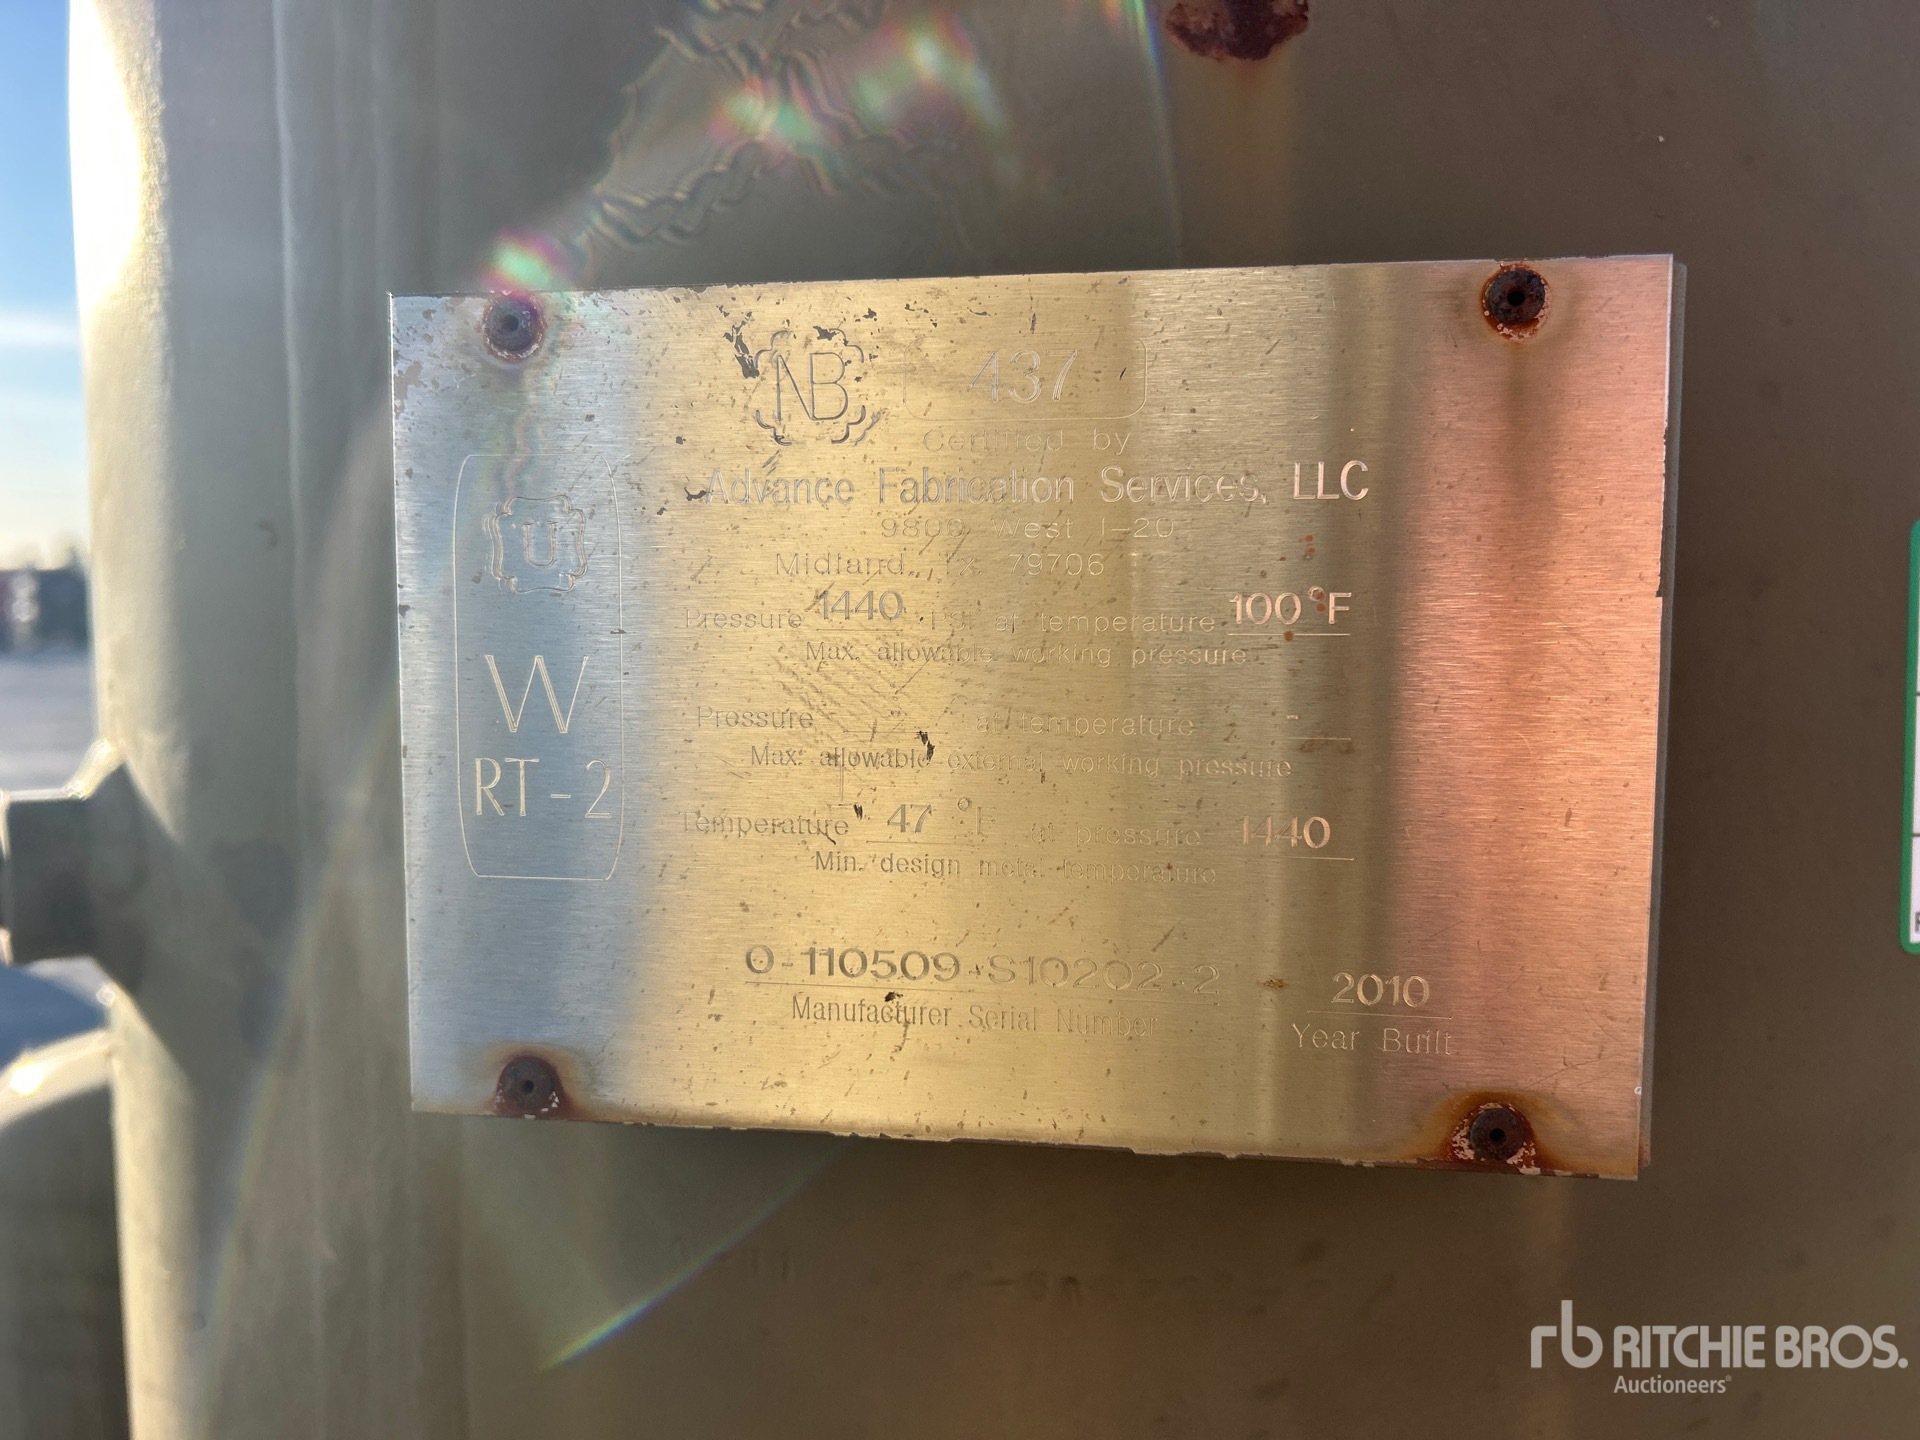 NB 437
Certified by
Advance Fabrication Services, LLC
9800 West I-20
Midland, Tx. 79706
U
W
RT-2
Pressure 1440 PSI at temperature 100°F
Max. allowable working pressure
Pressure at temperature -
Max. allowable external working pressure
Temperature 47 °F at pressure 1440
Min. design metal temperature
0-110509-S10202-2
Manufacturer Serial Number
2010
Year Built
rb RITCHIE BROS.
Auctioneers